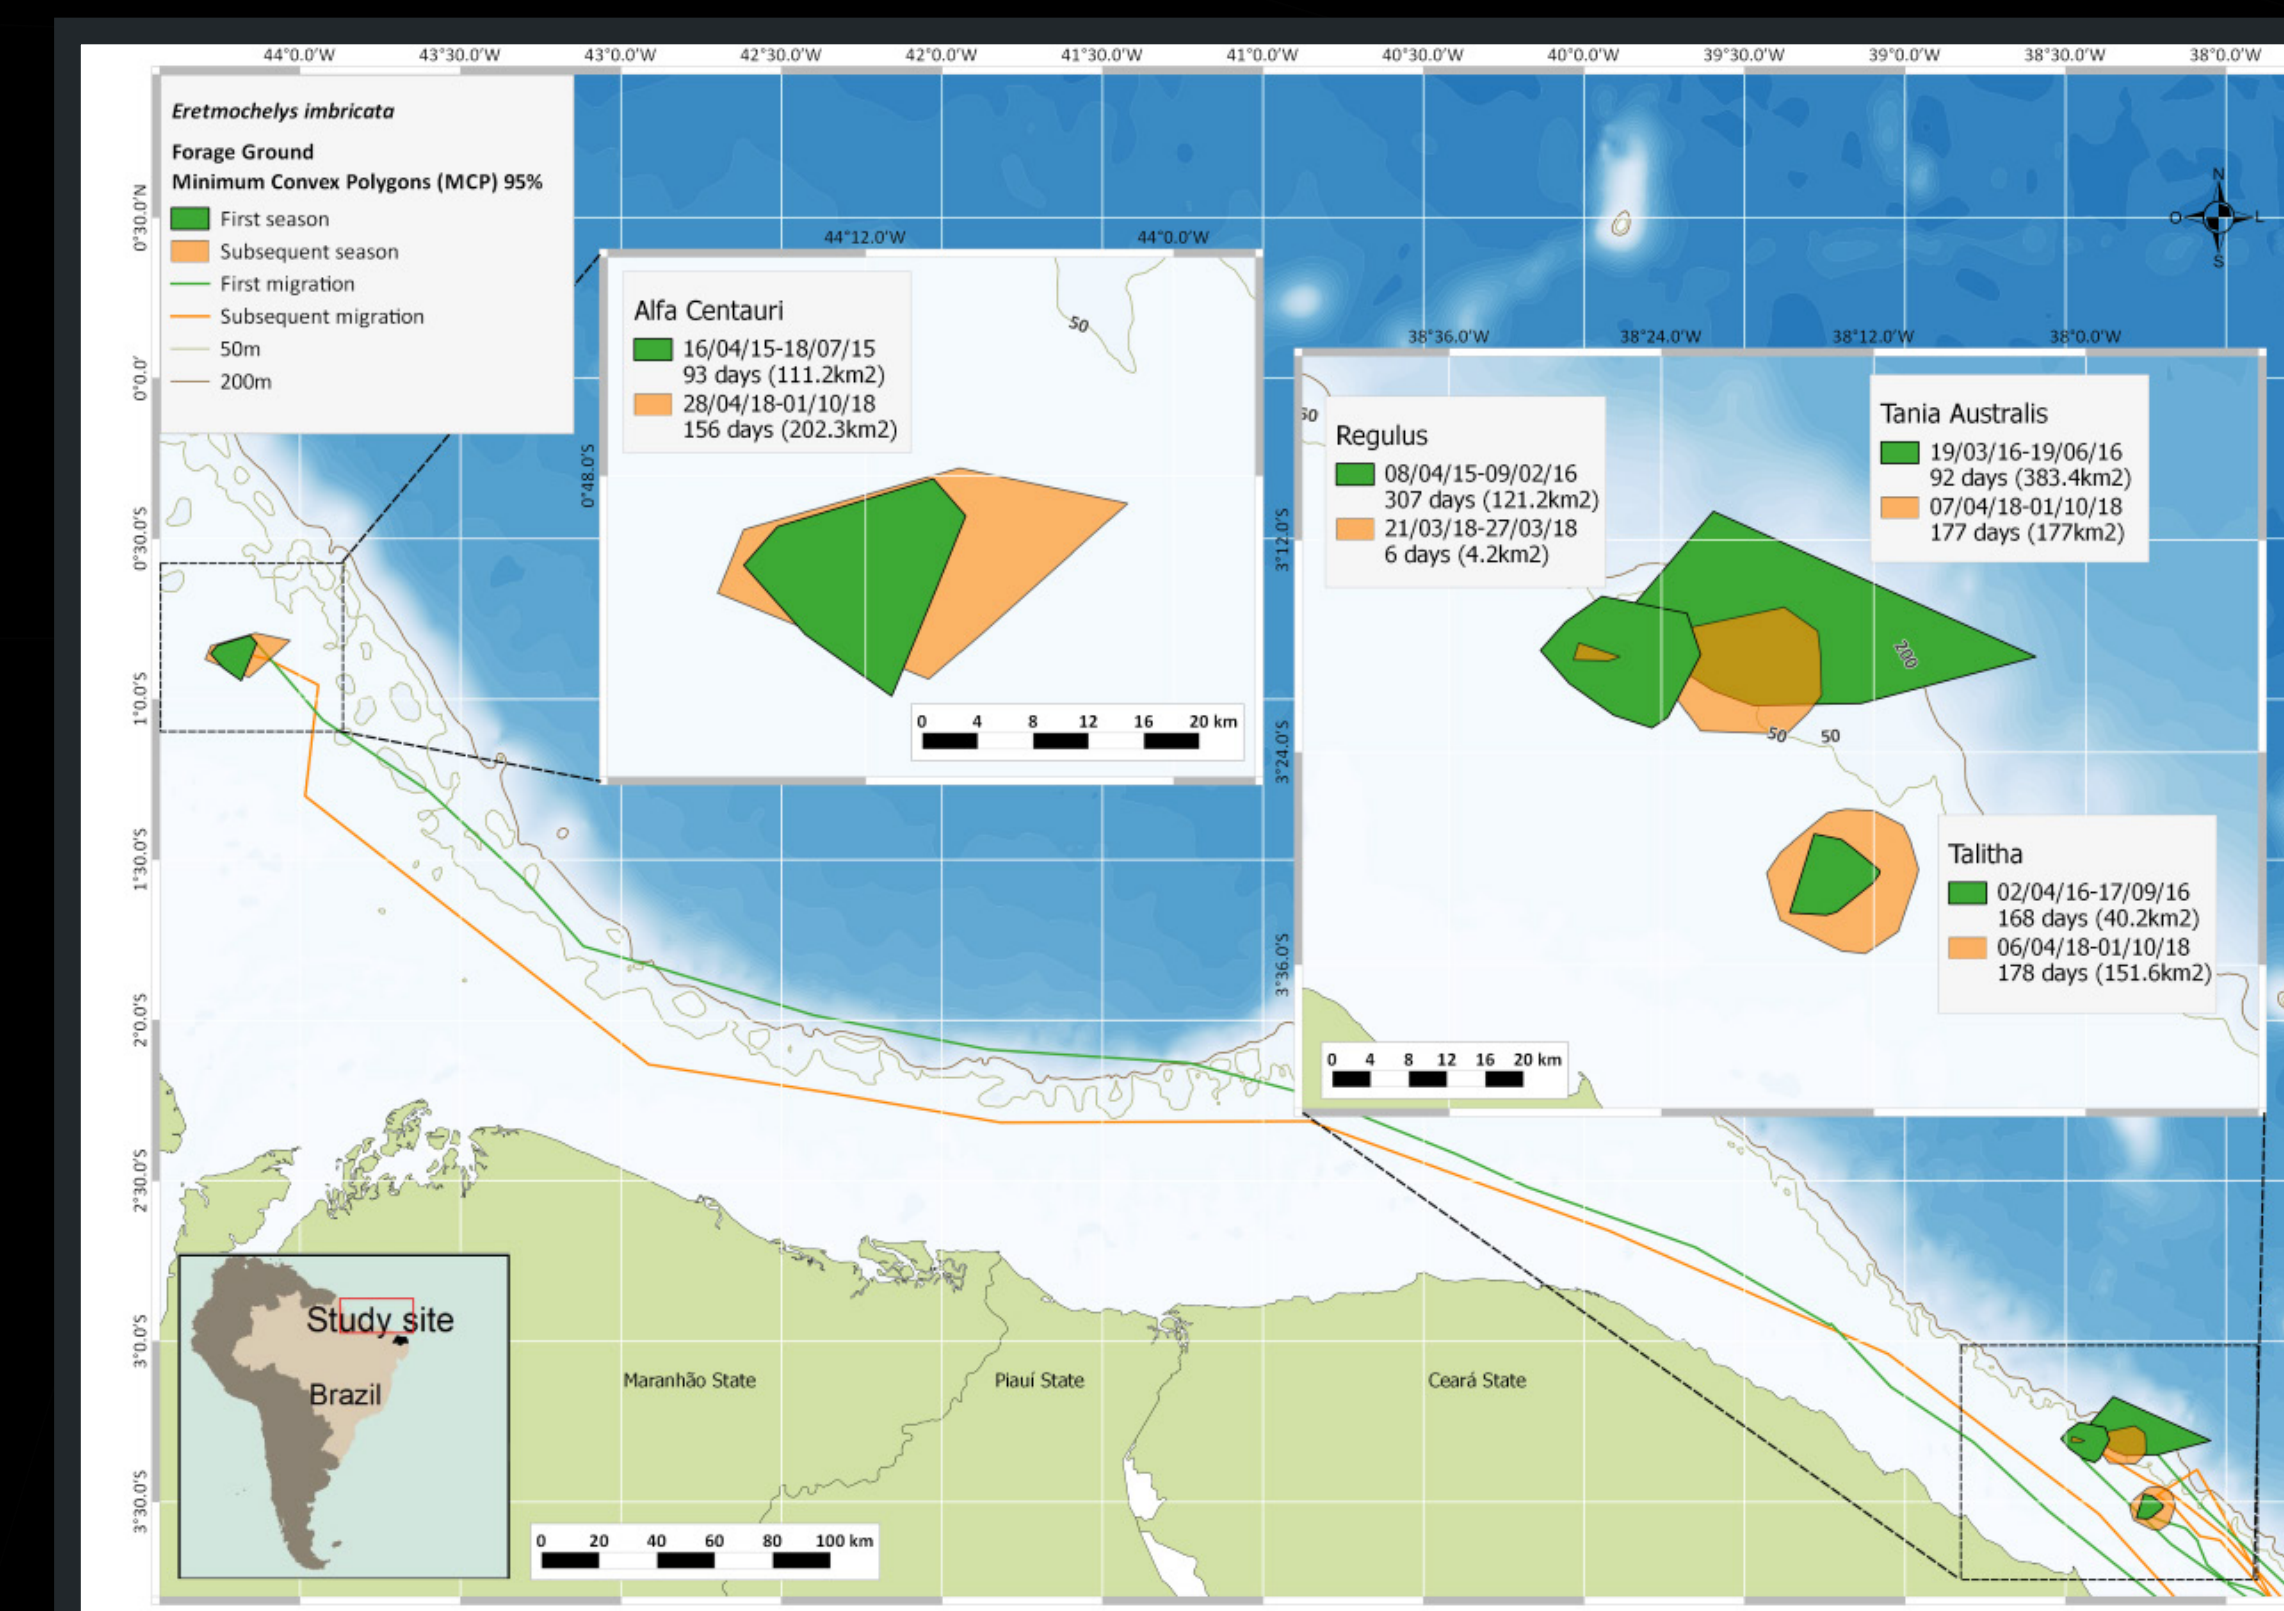 44°0.0'W 43°30.0'W 43°0.0'W 42°30.0'W 42°0.0'W 41°30.0'W 41°0.0'W 40°30.0'W 40°0.0'W 39°30.0'W 39°0.0'W 38°30.0'W 38°0.0'W
Eretmochelys imbricata
Forage Ground
Minimum Convex Polygons (MCP) 95%
First season
Subsequent season
First migration
Subsequent migration
50m
200m
0°30.0'N
0°0.0'
0°30.0'S
1°0.0'S
1°30.0'S
2°0.0'S
2°30.0'S
3°0.0'S
3°30.0'S
N
O L
S
44°12.0'W 44°0.0'W
0°48.0'S
Alfa Centauri
16/04/15-18/07/15
93 days (111.2km2)
28/04/18-01/10/18
156 days (202.3km2)
50
0 4 8 12 16 20 km
38°36.0'W 38°24.0'W 38°12.0'W 38°0.0'W
3°12.0'S
3°24.0'S
3°36.0'S
50
Regulus
08/04/15-09/02/16
307 days (121.2km2)
21/03/18-27/03/18
6 days (4.2km2)
Tania Australis
19/03/16-19/06/16
92 days (383.4km2)
07/04/18-01/10/18
177 days (177km2)
200
50 50
Talitha
02/04/16-17/09/16
168 days (40.2km2)
06/04/18-01/10/18
178 days (151.6km2)
0 4 8 12 16 20 km
Study site
Brazil
Maranhão State
Piauí State
Ceará State
0 20 40 60 80 100 km